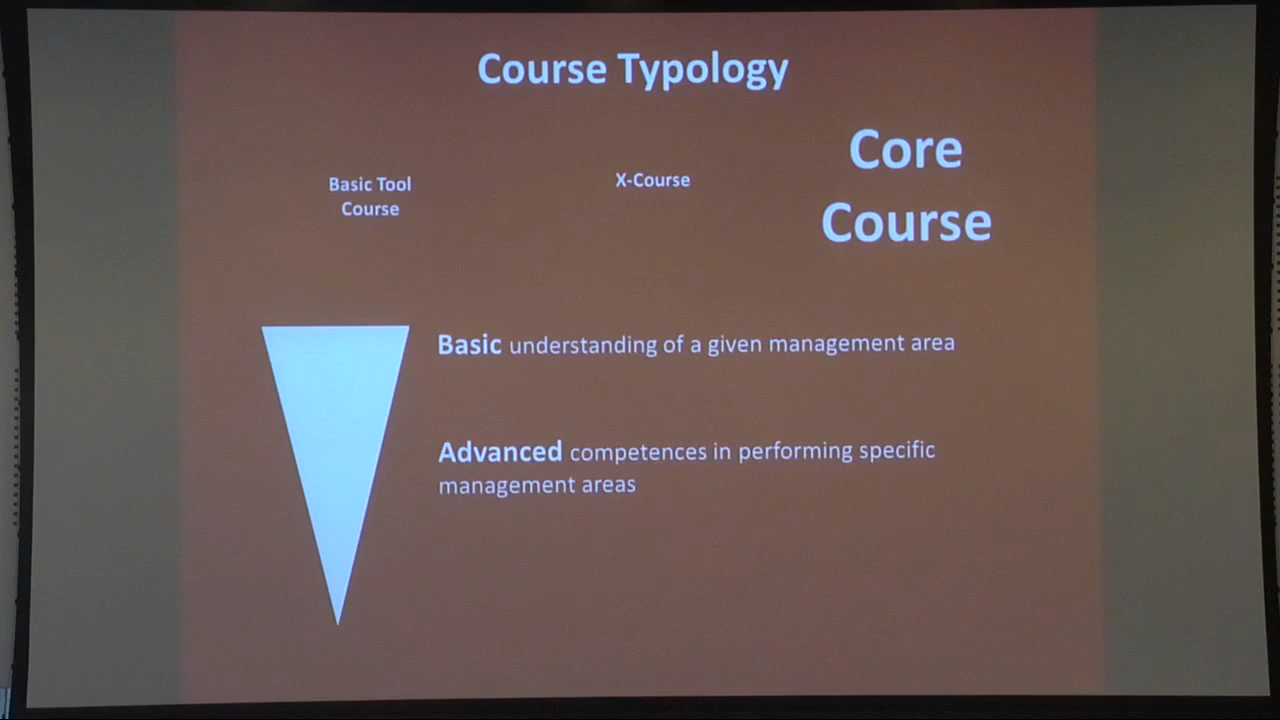 Course Typology
Basic Tool
Course
X-Course
Core
Course
Basic understanding of a given management area
Advanced competences in performing specific
management areas